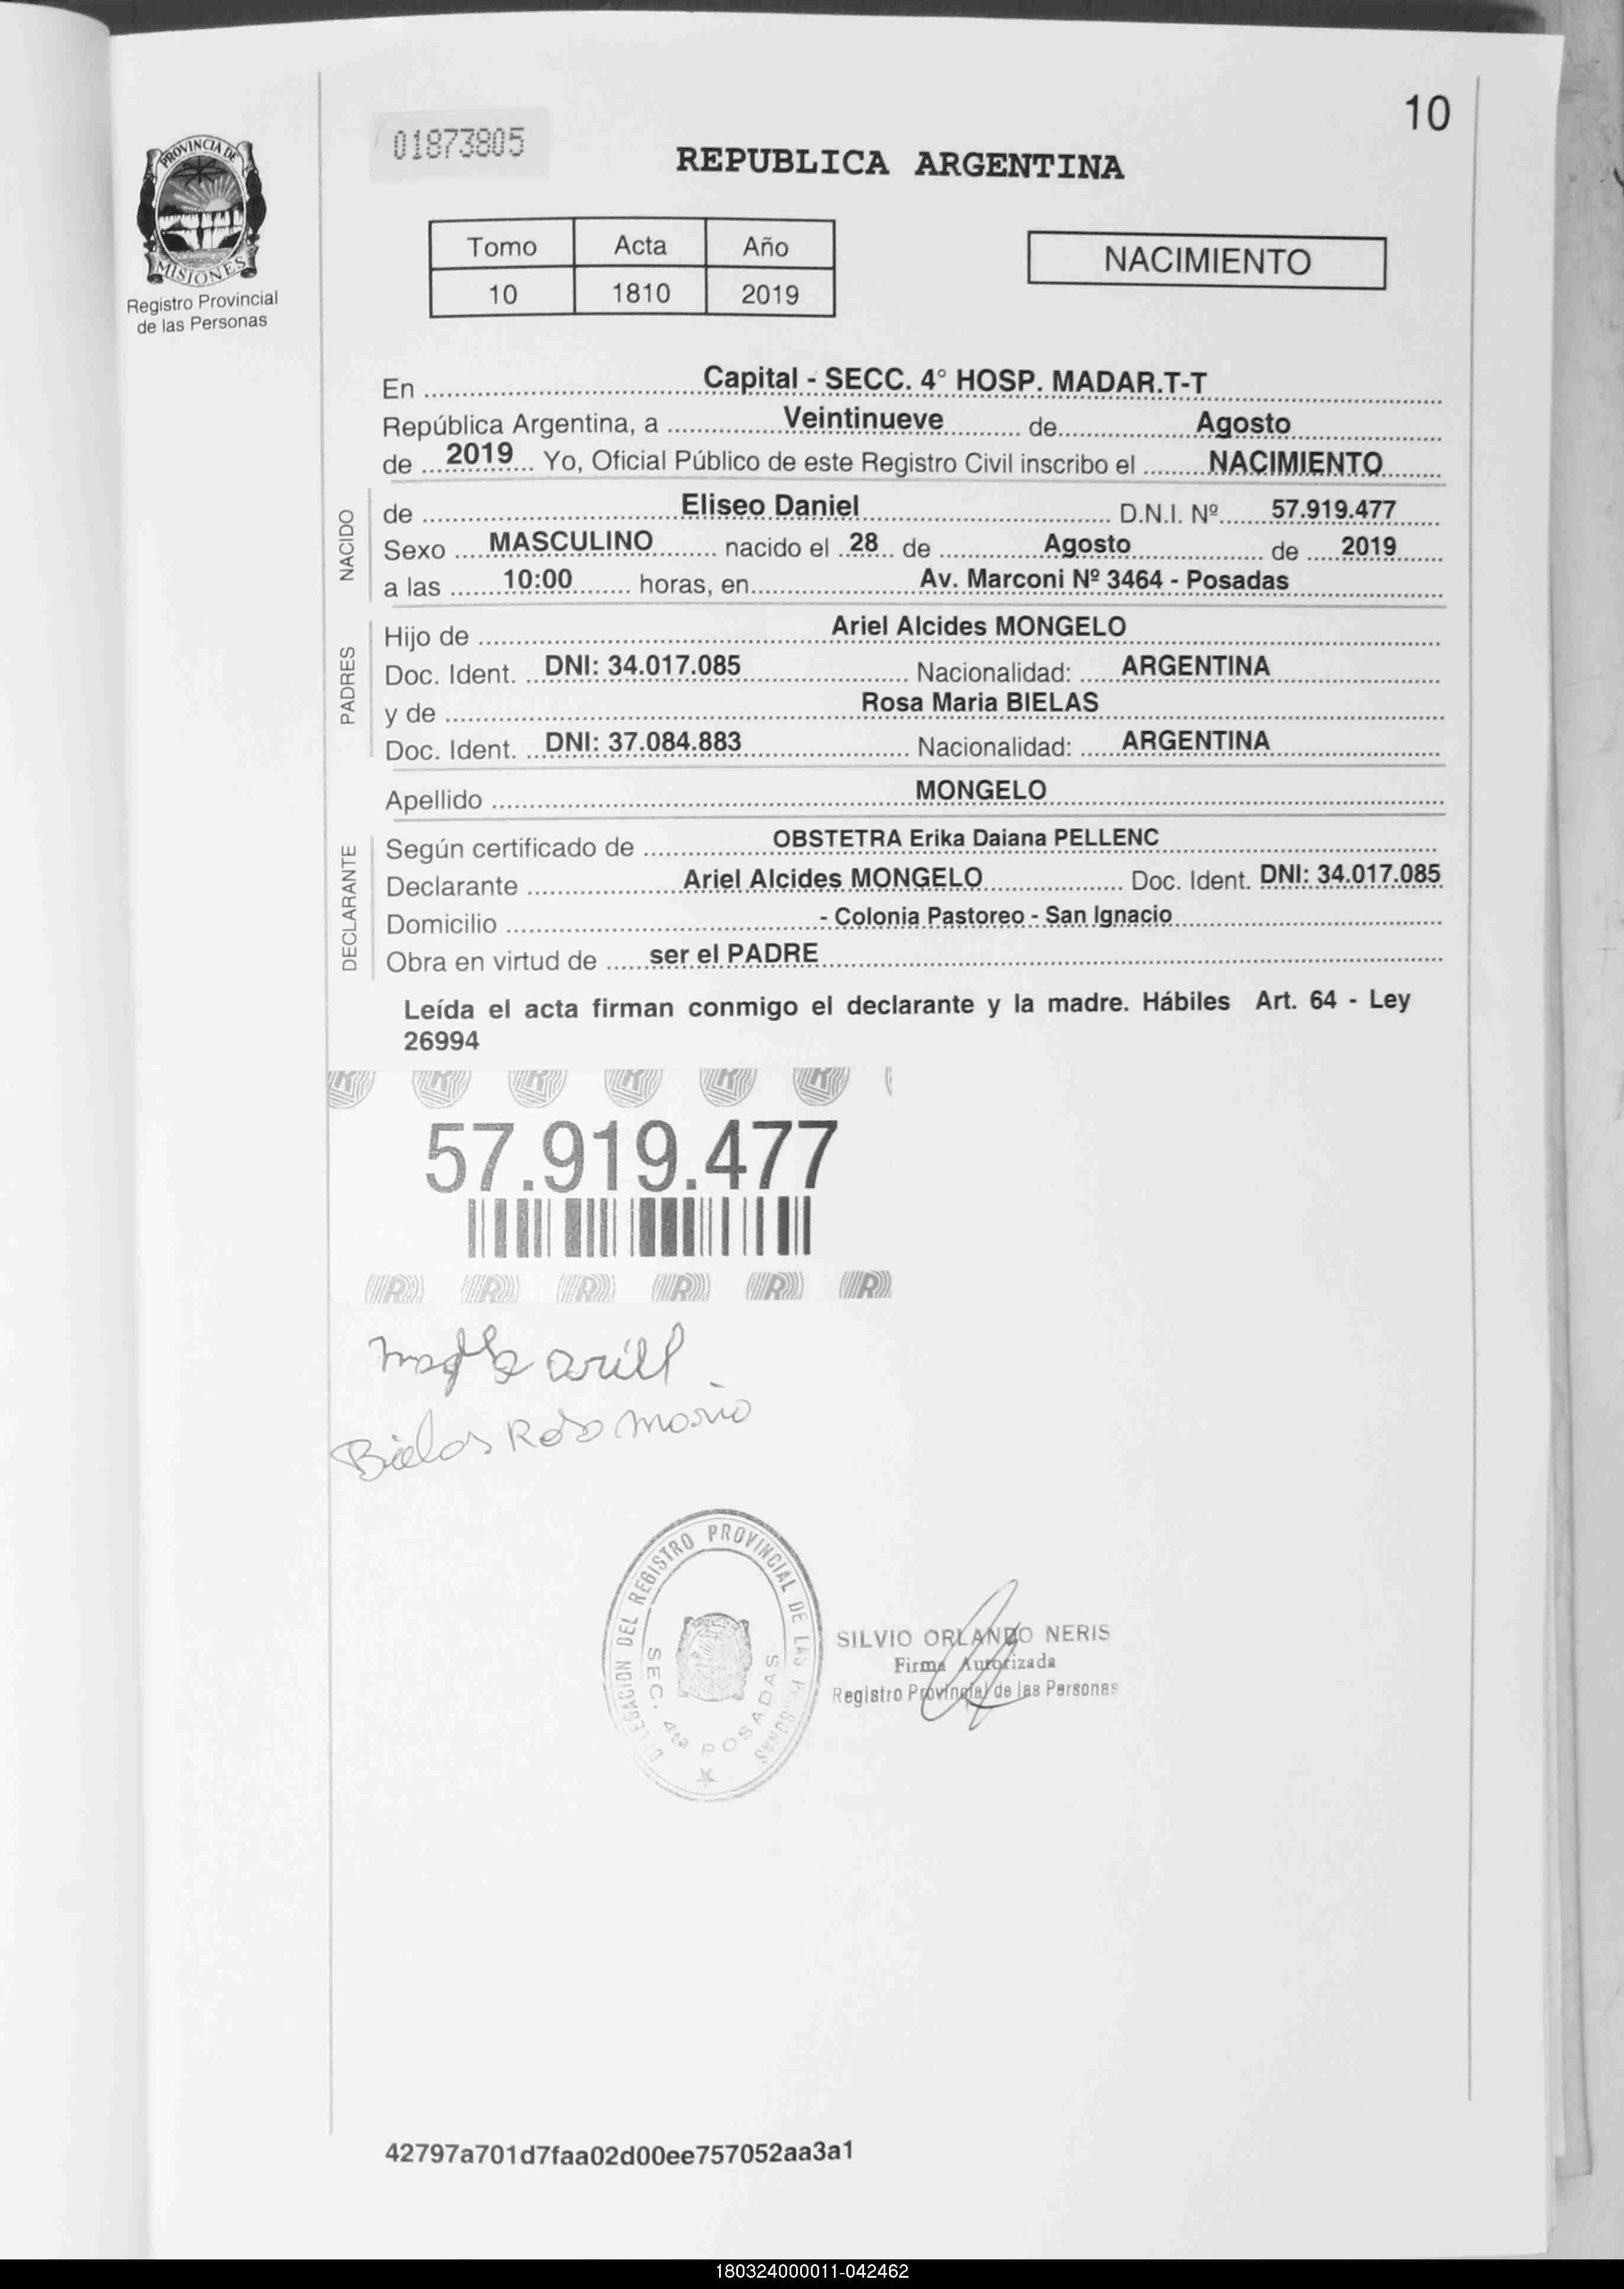 10
01873805
REPUBLICA ARGENTINA
PROVINCIA DE
MISIONES
Registro Provincial
de las Personas
Tomo Acta Año
10 1810 2019
NACIMIENTO
En Capital - SECC. 4° HOSP. MADAR.T-T
República Argentina, a Veintinueve de Agosto
de 2019 Yo, Oficial Público de este Registro Civil inscribo el NACIMIENTO
NACIDO
de Eliseo Daniel D.N.I. Nº 57.919.477
Sexo MASCULINO nacido el 28 de Agosto de 2019
a las 10:00 horas, en Av. Marconi Nº 3464 - Posadas
PADRES
Hijo de Ariel Alcides MONGELO
Doc. Ident. DNI: 34.017.085 Nacionalidad: ARGENTINA
y de Rosa Maria BIELAS
Doc. Ident. DNI: 37.084.883 Nacionalidad: ARGENTINA
Apellido MONGELO
DECLARANTE
Según certificado de OBSTETRA Erika Daiana PELLENC
Declarante Ariel Alcides MONGELO Doc. Ident. DNI: 34.017.085
Domicilio - Colonia Pastoreo - San Ignacio
Obra en virtud de ser el PADRE
Leída el acta firman conmigo el declarante y la madre. Hábiles Art. 64 - Ley
26994
57.919.477
Bielas Rosa Maria
DELEGACION DEL REGISTRO PROVINCIAL DE LAS PERSONAS
SEC. 4ta POSADAS
SILVIO ORLANDO NERIS
Firma Autorizada
Registro Provincial de las Personas
42797a701d7faa02d00ee757052aa3a1
180324000011-042462